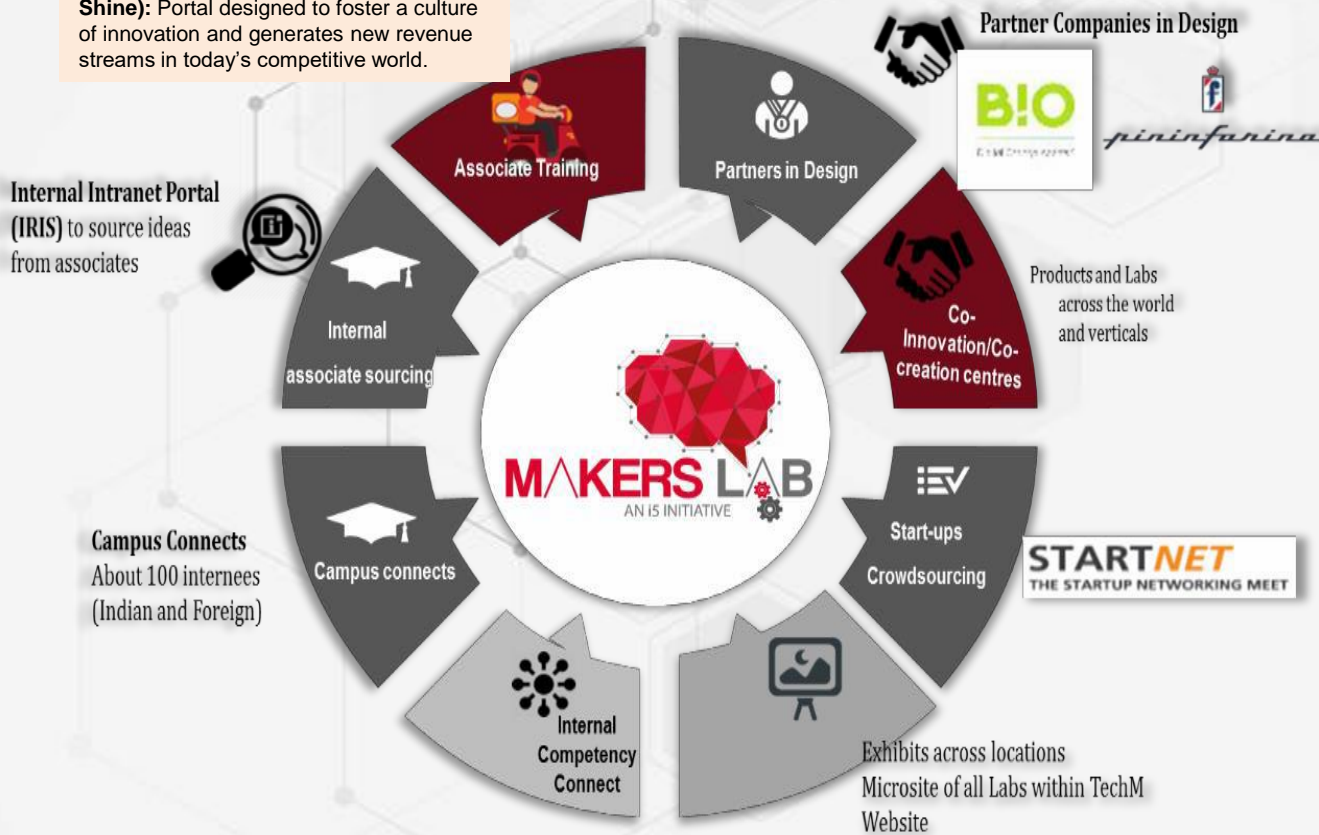 Shine): Portal designed to foster a culture
of innovation and generates new revenue
streams in today's competitive world.
Partner Companies in Design
B!O
pininfarina
Associate Training
Partners in Design
Internal Intranet Portal
(IRIS) to source ideas
from associates
Internal
associate sourcing
Co-
Innovation/Co-
creation centres
Products and Labs
across the world
and verticals
MAKERS LAB
AN i5 INITIATIVE
Campus Connects
About 100 internees
(Indian and Foreign)
Campus connects
Start-ups
Crowdsourcing
STARTNET
THE STARTUP NETWORKING MEET
Internal
Competency
Connect
Exhibits across locations
Microsite of all Labs within TechM
Website